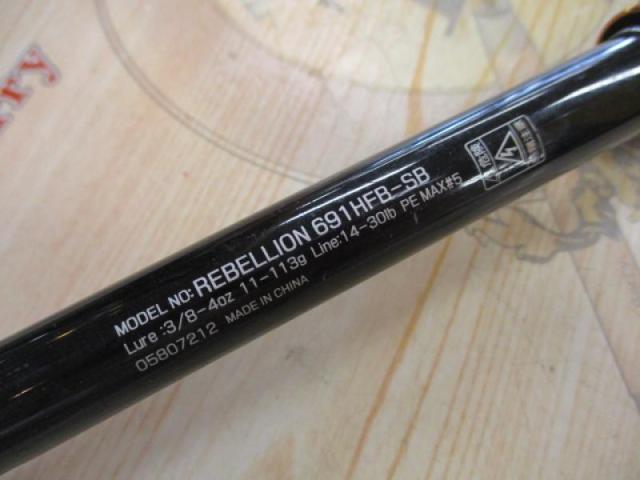 MODEL NO: REBELLION 691HFB-SB
Lure :3/8-4oz 11-113g Line:14-30lb PE MAX#5
05807212 MADE IN CHINA
rry